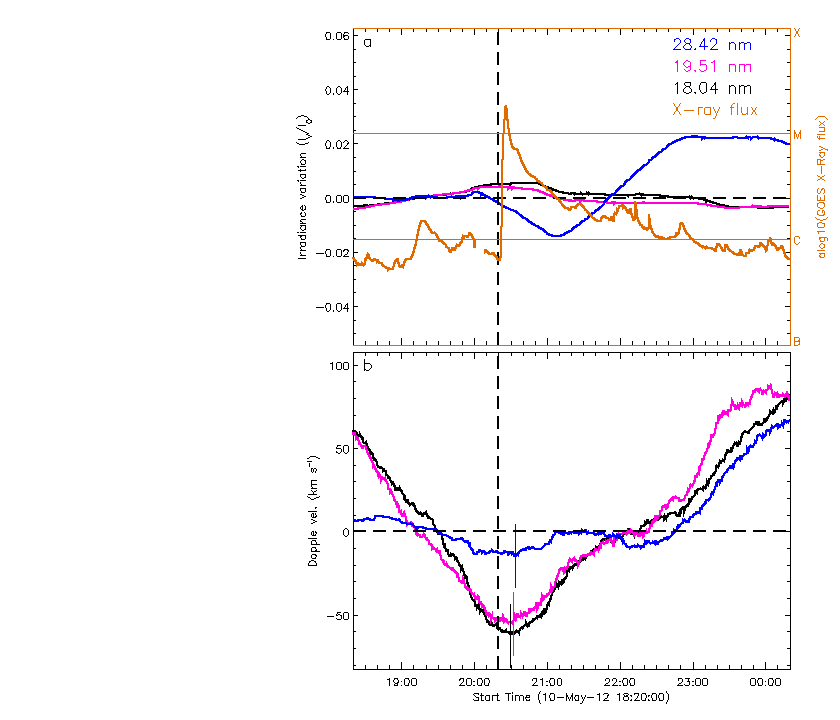 a
28.42 nm
19.51 nm
18.04 nm
X-ray flux
0.06
0.04
0.02
0.00
-0.02
-0.04
Irradiance variation (Iᵥ/I₀)
X
M
C
B
alog10(GOES X-Ray flux)
b
100
50
0
-50
Dopple vel. (km s⁻¹)
19:00 20:00 21:00 22:00 23:00 00:00
Start Time (10-May-12 18:20:00)